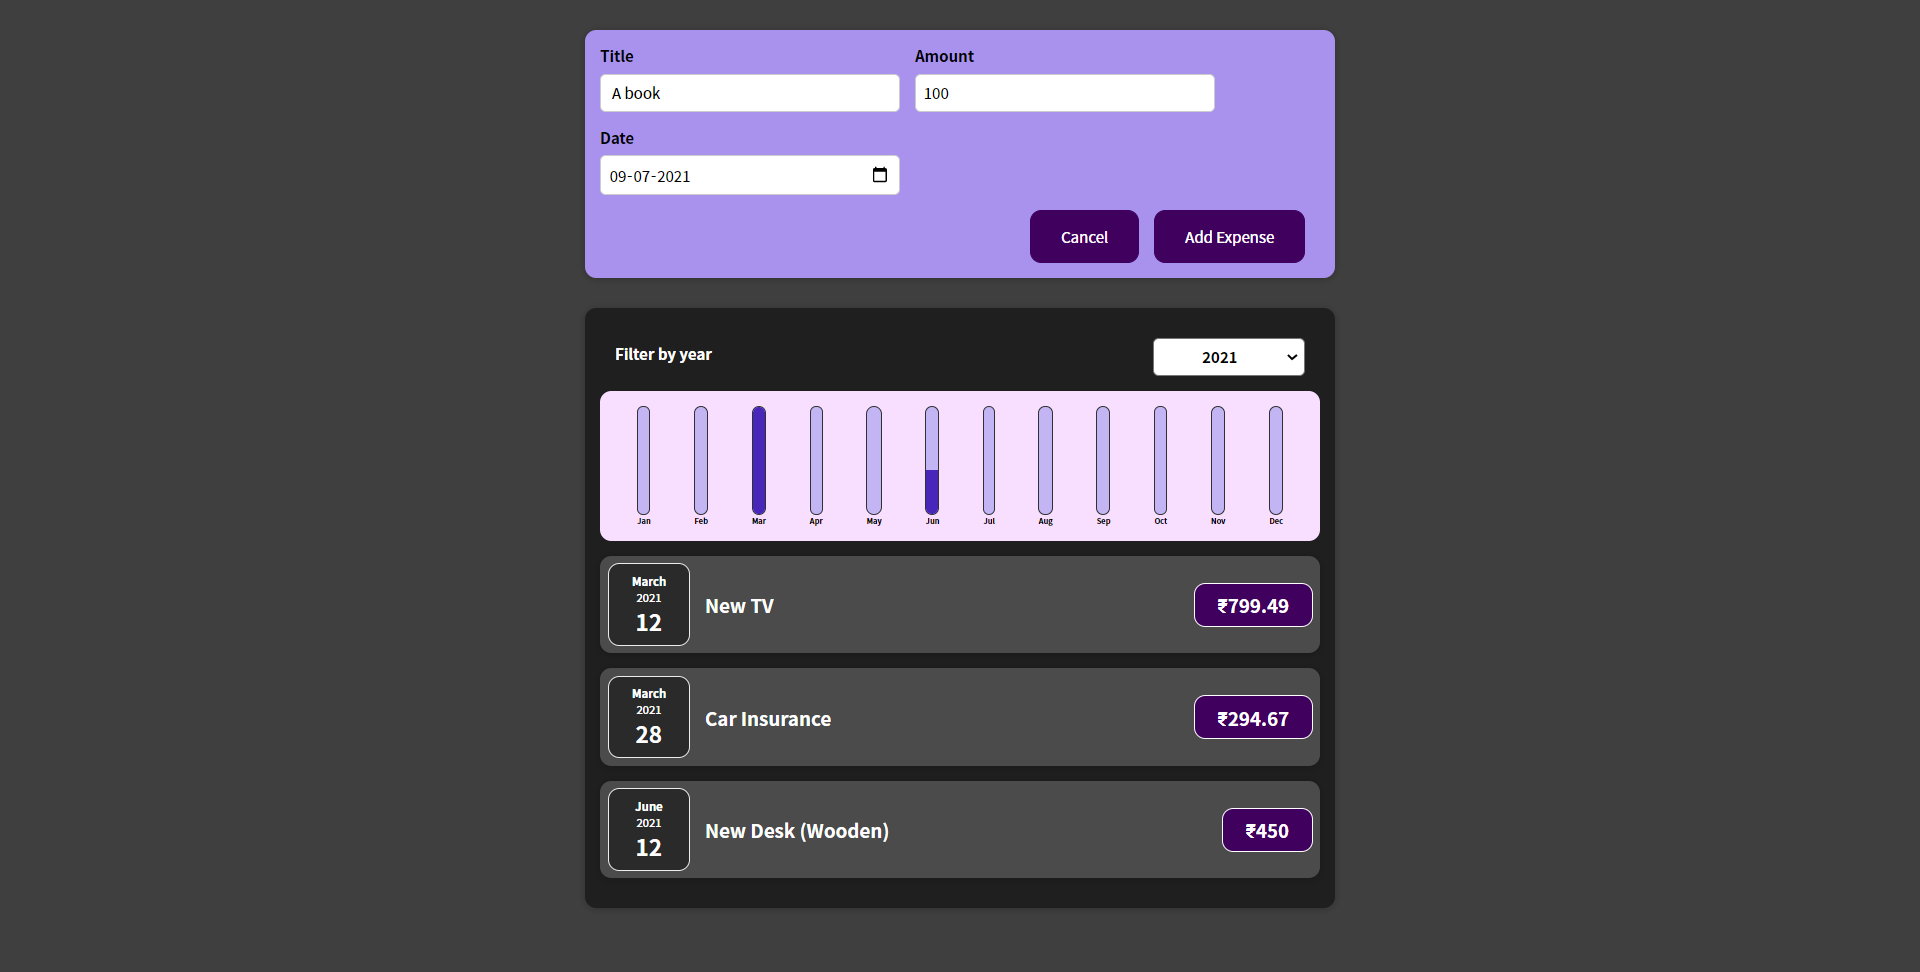 Title Amount
A book 100
Date
09-07-2021
Cancel Add Expense
Filter by year 2021
Jan Feb Mar Apr May Jun Jul Aug Sep Oct Nov Dec
March
2021
12
New TV ₹799.49
March
2021
28
Car Insurance ₹294.67
June
2021
12
New Desk (Wooden) ₹450